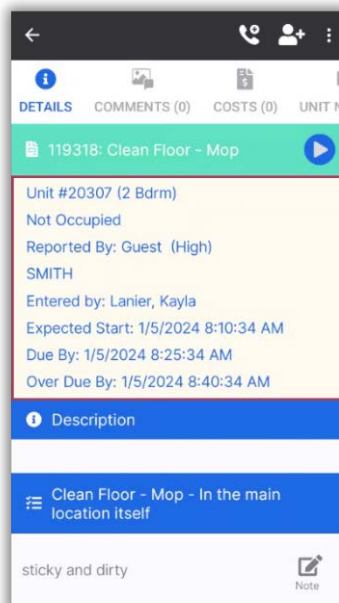 DETAILS COMMENTS (0) COSTS (0) UNIT
119318: Clean Floor - Mop
Unit #20307 (2 Bdrm)
Not Occupied
Reported By: Guest (High)
SMITH
Entered by: Lanier, Kayla
Expected Start: 1/5/2024 8:10:34 AM
Due By: 1/5/2024 8:25:34 AM
Over Due By: 1/5/2024 8:40:34 AM
Description
Clean Floor - Mop - In the main
location itself
sticky and dirty
Note